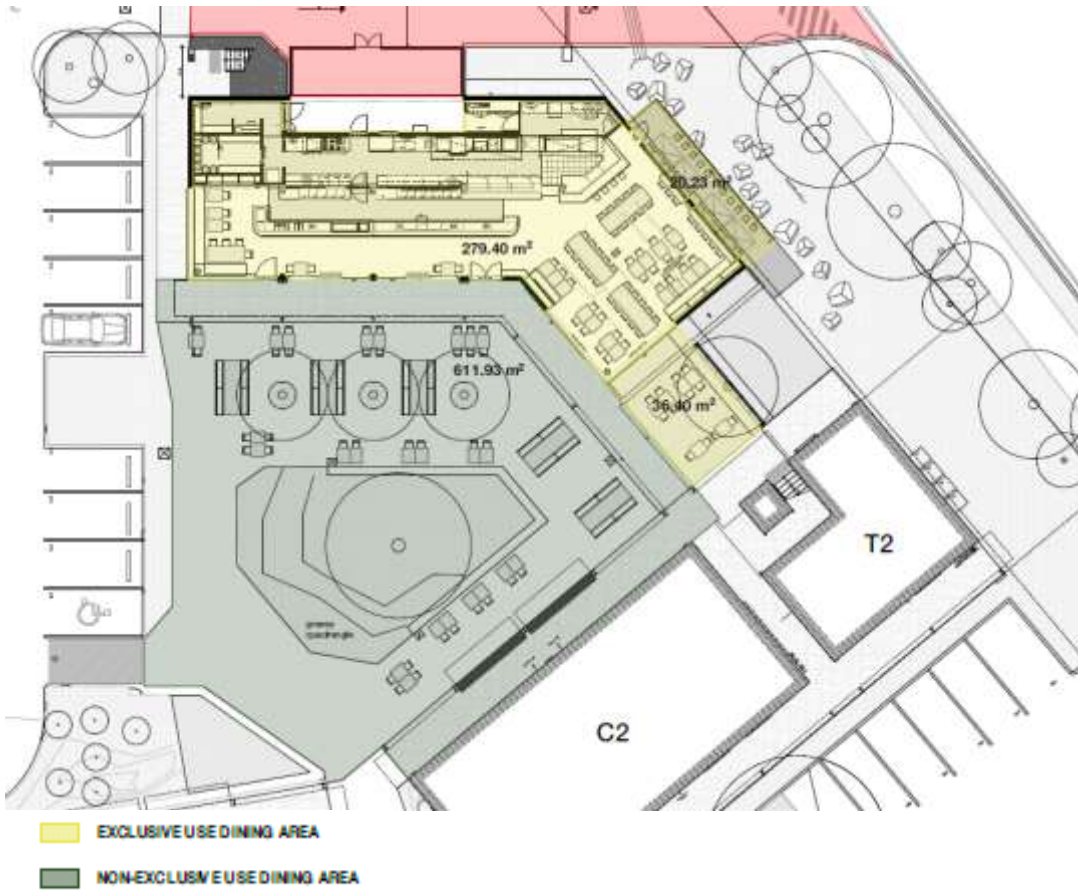 20.23 m²
279.40 m²
611.93 m²
36.40 m²
T2
C2
EXCLUSIVE USE DINING AREA
NON-EXCLUSIVE USE DINING AREA